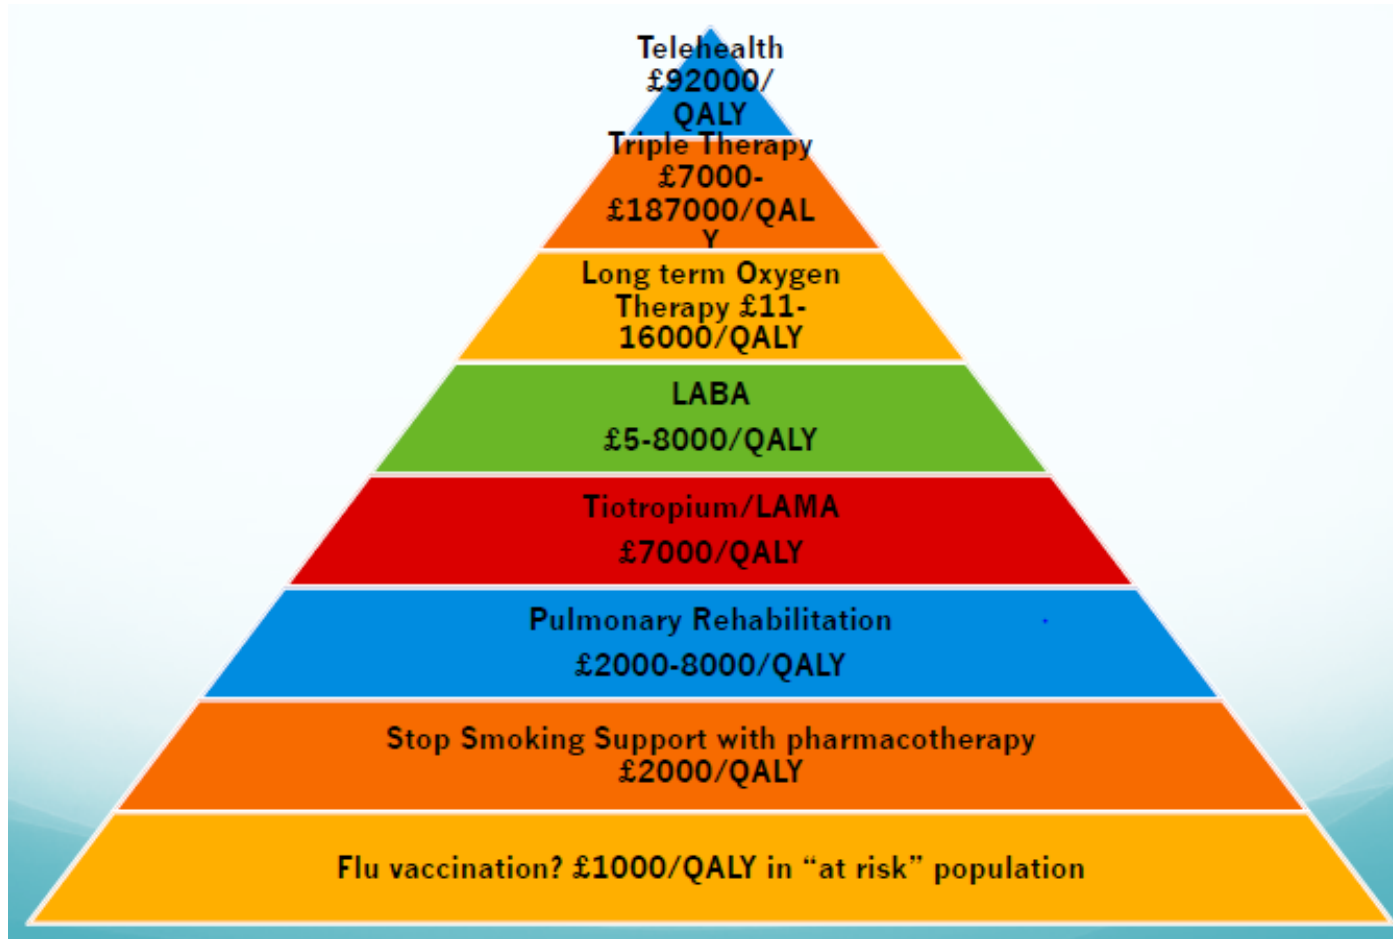 Telehealth
£92000/
QALY
Triple Therapy
£7000-
£187000/QAL
Y
Long term Oxygen
Therapy £11-
16000/QALY
LABA
£5-8000/QALY
Tiotropium/LAMA
£7000/QALY
Pulmonary Rehabilitation
£2000-8000/QALY
Stop Smoking Support with pharmacotherapy
£2000/QALY
Flu vaccination? £1000/QALY in “at risk” population